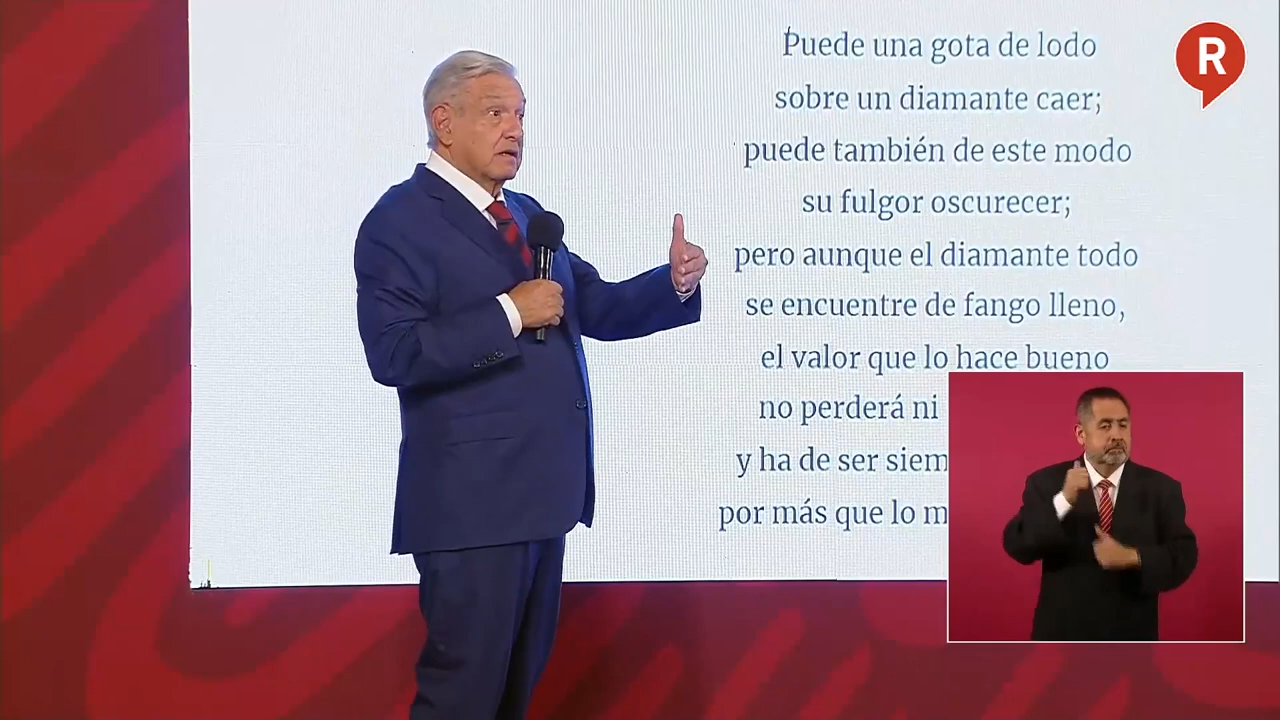 Puede una gota de lodo
sobre un diamante caer;
puede también de este modo
su fulgor oscurecer;
pero aunque el diamante todo
se encuentre de fango lleno,
el valor que lo hace bueno
no perderá ni
y ha de ser siem
por más que lo m
R